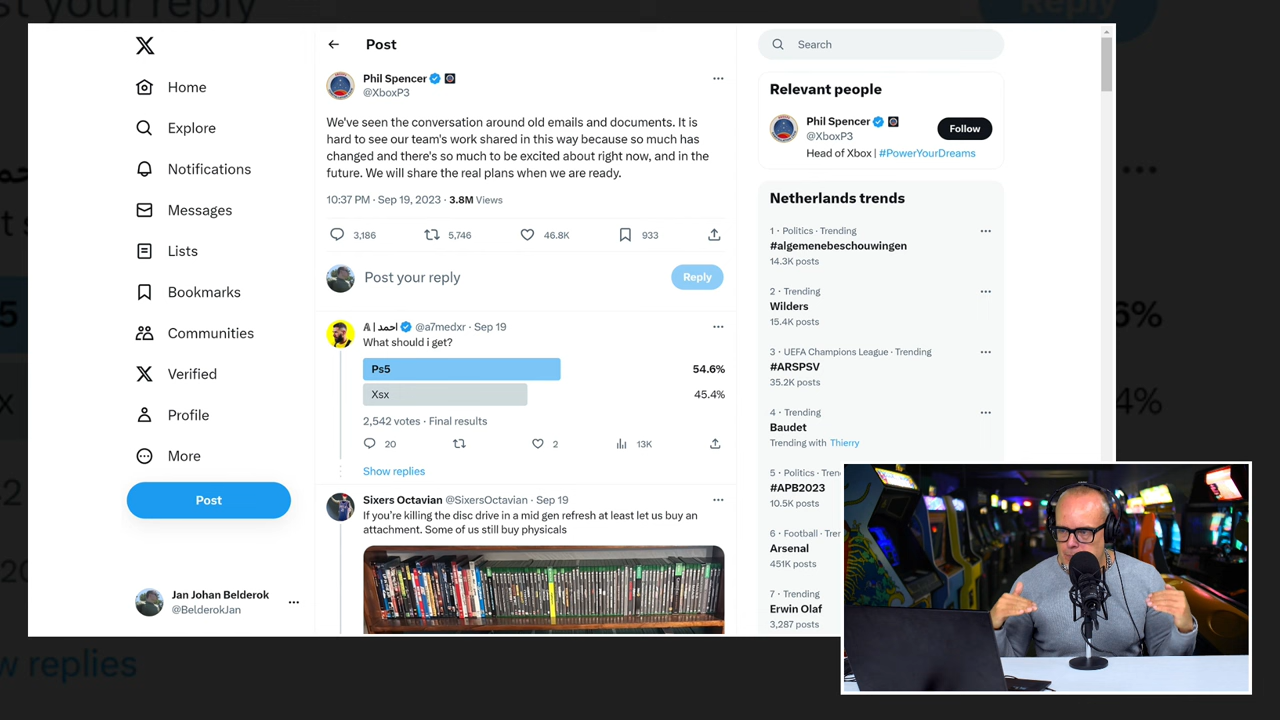 st your reply
Reply
X
Home
Explore
Notifications
Messages
Lists
Bookmarks
Communities
Verified
Profile
More
Post
Jan Johan Belderok
@BelderokJan
Post
Phil Spencer
@XboxP3
We've seen the conversation around old emails and documents. It is
hard to see our team's work shared in this way because so much has
changed and there's so much to be excited about right now, and in the
future. We will share the real plans when we are ready.
10:37 PM · Sep 19, 2023 · 3.8M Views
3,186 5,746 46.8K 933
Post your reply Reply
A | احمد @a7medxr · Sep 19
What should i get?
Ps5 54.6%
Xsx 45.4%
2,542 votes · Final results
20 2 13K
Show replies
Sixers Octavian @SixersOctavian · Sep 19
If you're killing the disc drive in a mid gen refresh at least let us buy an
attachment. Some of us still buy physicals
Search
Relevant people
Phil Spencer
@XboxP3
Follow
Head of Xbox | #PowerYourDreams
Netherlands trends
1 · Politics · Trending
#algemenebeschouwingen
14.3K posts
2 · Trending
Wilders
15.4K posts
3 · UEFA Champions League · Trending
#ARSPSV
35.2K posts
4 · Trending
Baudet
Trending with Thierry
5 · Politics · Tren
#APB2023
10.5K posts
6 · Football · Trer
Arsenal
451K posts
7 · Trending
Erwin Olaf
3,287 posts
5
6%
X
4%
w replies